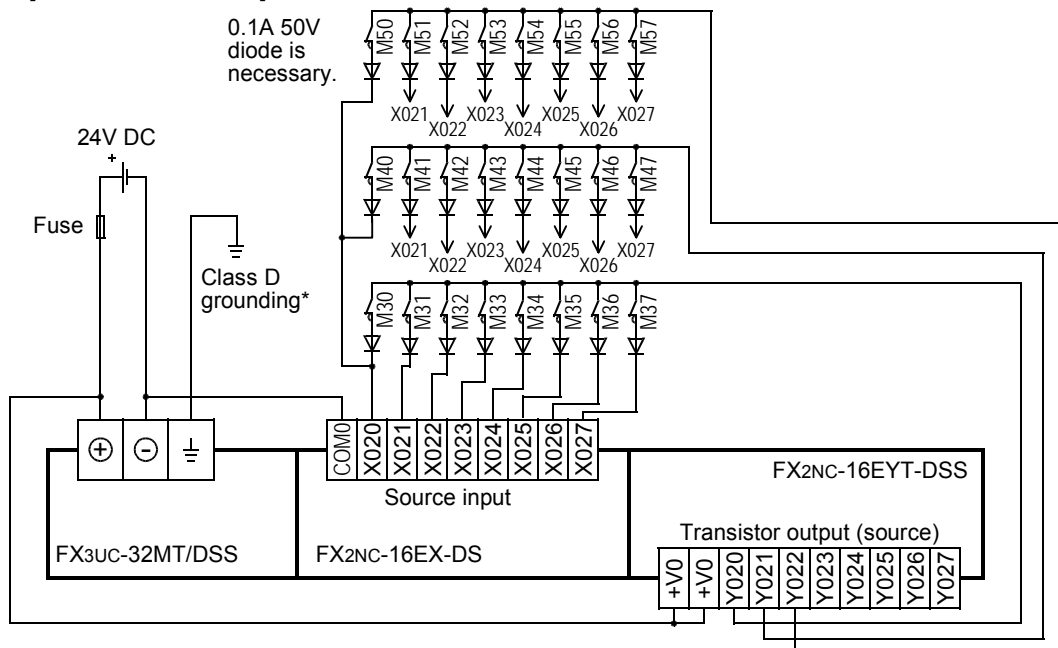 0.1A 50V
diode is
necessary.
M50 M51 M52 M53 M54 M55 M56 M57
X021 X022 X023 X024 X025 X026 X027
24V DC
+
M40 M41 M42 M43 M44 M45 M46 M47
Fuse
X021 X022 X023 X024 X025 X026 X027
Class D
grounding*
M30 M31 M32 M33 M34 M35 M36 M37
+ -
COM0 X020 X021 X022 X023 X024 X025 X026 X027
Source input
FX2NC-16EYT-DSS
Transistor output (source)
FX3UC-32MT/DSS
FX2NC-16EX-DS
+V0 +V0 Y020 Y021 Y022 Y023 Y024 Y025 Y026 Y027